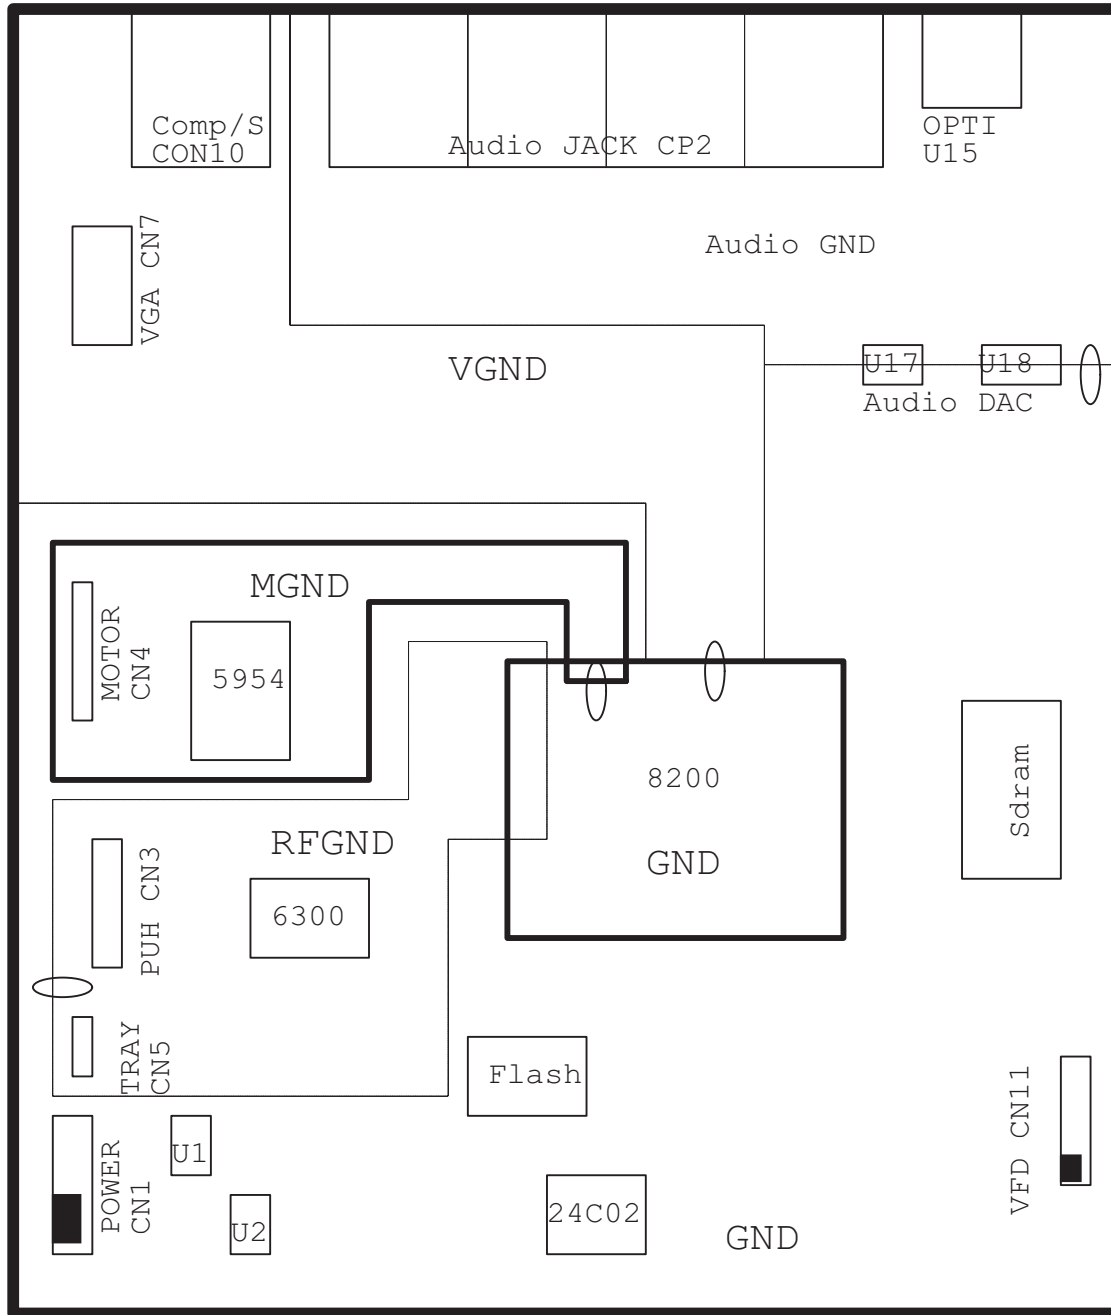 Comp/S
CON10
Audio JACK CP2
OPTI
U15
VGA CN7
Audio GND
VGND
U17
U18
Audio DAC
MGND
MOTOR
CN4
5954
8200
GND
Sdram
RFGND
PUH CN3
6300
TRAY
CN5
Flash
VFD CN11
POWER
CN1
U1
U2
24C02
GND